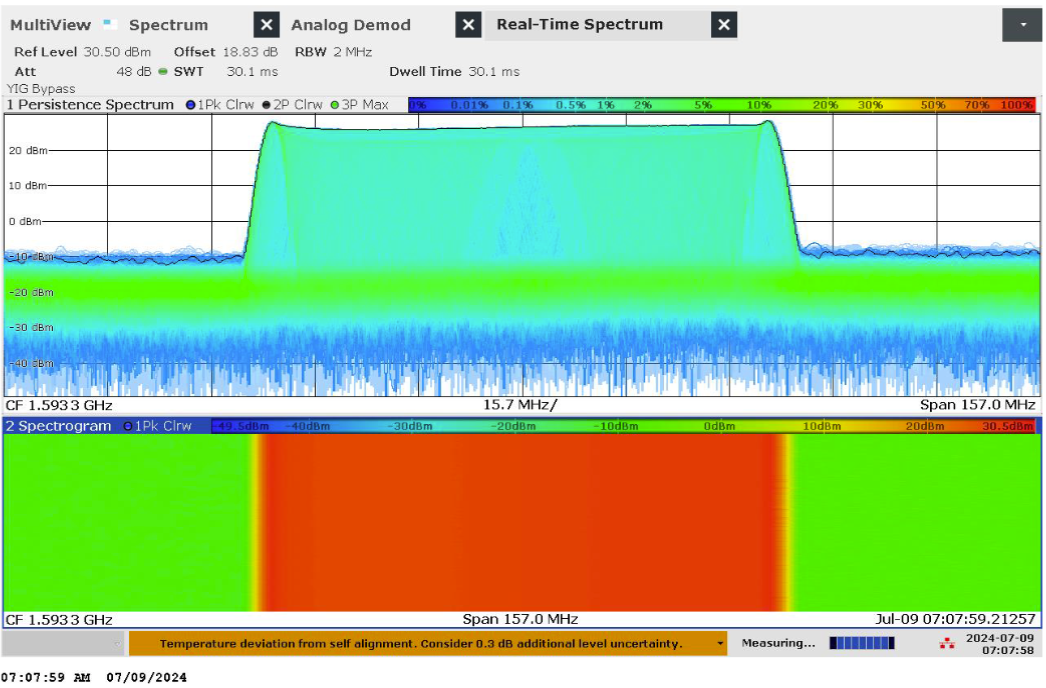 MultiView Spectrum X Analog Demod X Real-Time Spectrum X
Ref Level 30.50 dBm Offset 18.83 dB RBW 2 MHz
Att 48 dB SWT 30.1 ms Dwell Time 30.1 ms
YIG Bypass
1 Persistence Spectrum 1Pk Clrw 2P Clrw 3P Max 0% 0.01% 0.1% 0.5% 1% 2% 5% 10% 20% 30% 50% 70% 100%
20 dBm
10 dBm
0 dBm
-10 dBm
-20 dBm
-30 dBm
-40 dBm
CF 1.5933 GHz 15.7 MHz/ Span 157.0 MHz
2 Spectrogram 1Pk Clrw -49.5dBm -40dBm -30dBm -20dBm -10dBm 0dBm 10dBm 20dBm 30.5dBm
CF 1.5933 GHz Span 157.0 MHz Jul-09 07:07:59.21257
Temperature deviation from self alignment. Consider 0.3 dB additional level uncertainty. Measuring... 2024-07-09
07:07:58
07:07:59 AM 07/09/2024